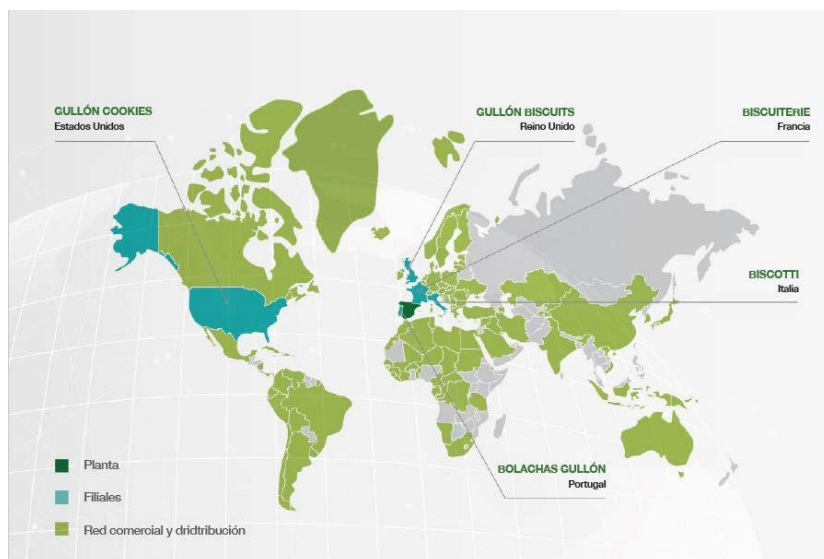 GULLÓN COOKIES
Estados Unidos
GULLÓN BISCUITS
Reino Unido
BISCUITERIE
Francia
BISCOTTI
Italia
BOLACHAS GULLÓN
Portugal
Planta
Filiales
Red comercial y dridtribución